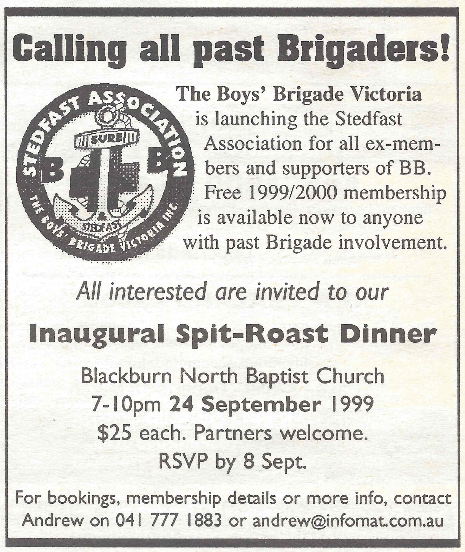 Calling all past Brigaders!
STEDFAST ASSOCIATION
B B
SURE
&
STEDFAST
THE BOYS' BRIGADE VICTORIA INC.
The Boys' Brigade Victoria
is launching the Stedfast
Association for all ex-mem-
bers and supporters of BB.
Free 1999/2000 membership
is available now to anyone
with past Brigade involvement.
All interested are invited to our
Inaugural Spit-Roast Dinner
Blackburn North Baptist Church
7-10pm 24 September 1999
$25 each. Partners welcome.
RSVP by 8 Sept.
For bookings, membership details or more info, contact
Andrew on 041 777 1883 or andrew@infomat.com.au